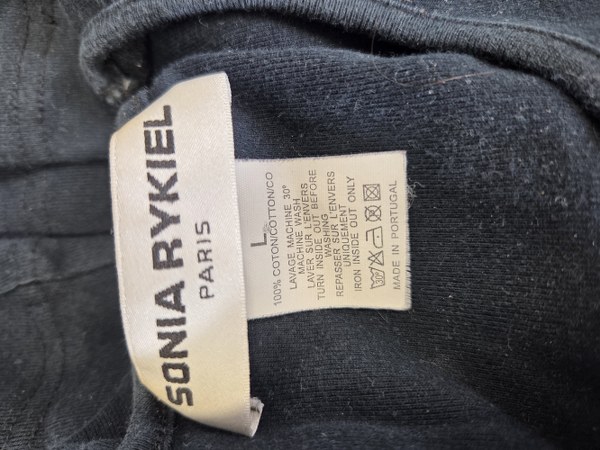 SONIA RYKIEL
PARIS
L
100% COTON/COTTON/CO
LAVAGE MACHINE 30°
MACHINE WASH
LAVER SUR L'ENVERS
TURN INSIDE OUT BEFORE
WASHING
REPASSER SUR L'ENVERS
UNIQUEMENT
IRON INSIDE OUT ONLY
MADE IN PORTUGAL